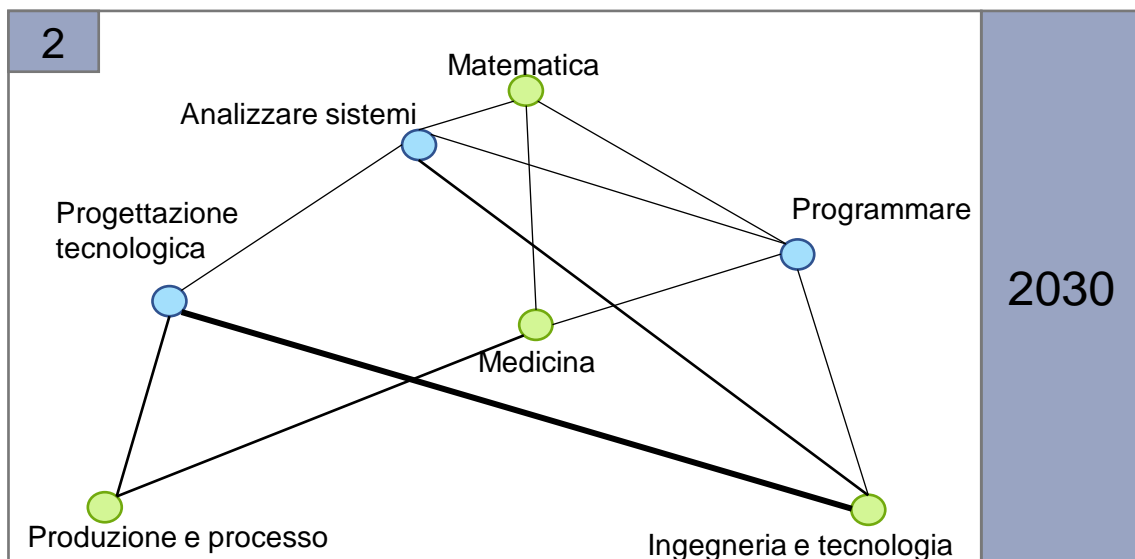 2
Matematica
Analizzare sistemi
Progettazione
tecnologica
Programmare
2030
Medicina
Produzione e processo
Ingegneria e tecnologia